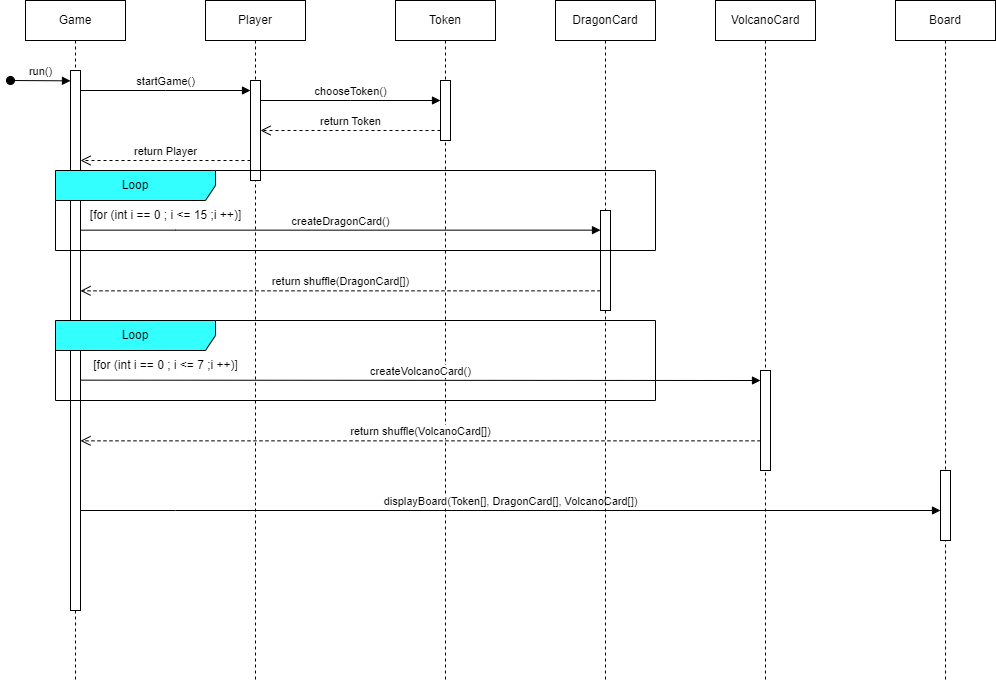 Game
Player
Token
DragonCard
VolcanoCard
Board
run()
startGame()
chooseToken()
return Token
return Player
Loop
[for (int i == 0 ; i <= 15 ;i ++)]
createDragonCard()
return shuffle(DragonCard[])
Loop
[for (int i == 0 ; i <= 7 ;i ++)]
createVolcanoCard()
return shuffle(VolcanoCard[])
displayBoard(Token[], DragonCard[], VolcanoCard[])